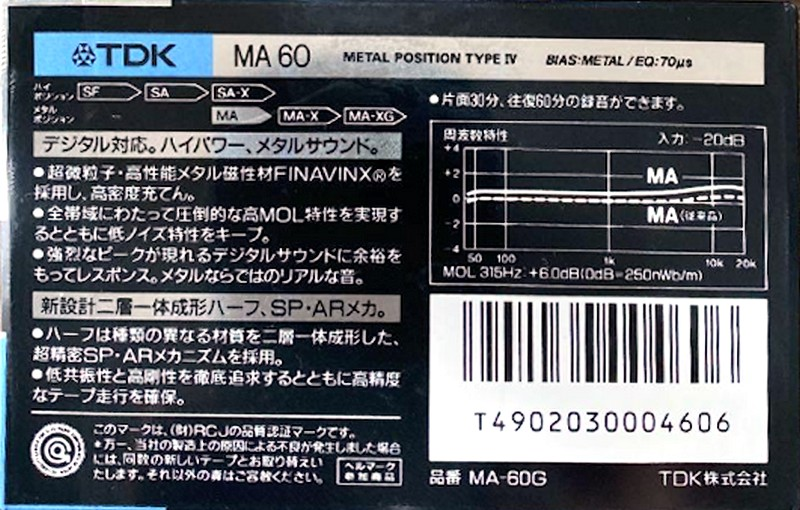 TDK MA 60 METAL POSITION TYPE IV BIAS:METAL/EQ:70μs
ハイポジション SF SA SA-X
メタルポジション MA MA-X MA-XG
デジタル対応。ハイパワー、メタルサウンド。
●超微粒子・高性能メタル磁性材FINAVINX®を
採用し、高密度充てん。
●全帯域にわたって圧倒的な高MOL特性を実現す
るとともに低ノイズ特性をキープ。
●強烈なピークが現れるデジタルサウンドに余裕を
もってレスポンス。メタルならではのリアルな音。
新設計二層一体成形ハーフ、SP・ARメカ。
●ハーフは種類の異なる材質を二層一体成形した、
超精密SP・ARメカニズムを採用。
●低共振性と高剛性を徹底追求するとともに高精度
なテープ走行を確保。
このマークは、(財)RCJの品質認証マークです。
*万一、当社の製造上の原因による不良が発生しました場合
には、同数の新しいテープとお取り替えい
たします。それ以外の責はご容赦ください。
ベルマーク
参加商品
●片面30分、往復60分の録音ができます。
周波数特性 入力:-20dB
+4
+2
0
-2
-4
MA
MA(従来品)
50 100 1k 10k 20k
MOL 315Hz:+6.0dB(0dB=250nWb/m)
T4902030004606
品番 MA-60G TDK株式会社